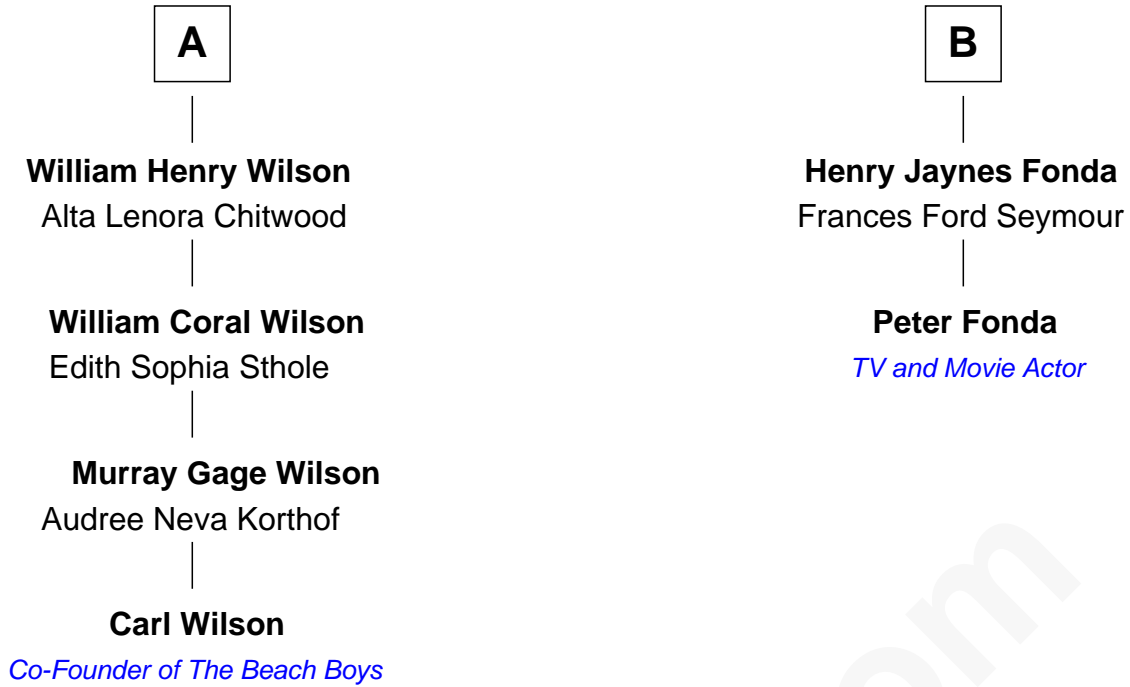 A
William Henry Wilson
Alta Lenora Chitwood
William Coral Wilson
Edith Sophia Sthole
Murray Gage Wilson
Audree Neva Korthof
Carl Wilson
Co-Founder of The Beach Boys
B
Henry Jaynes Fonda
Frances Ford Seymour
Peter Fonda
TV and Movie Actor
om